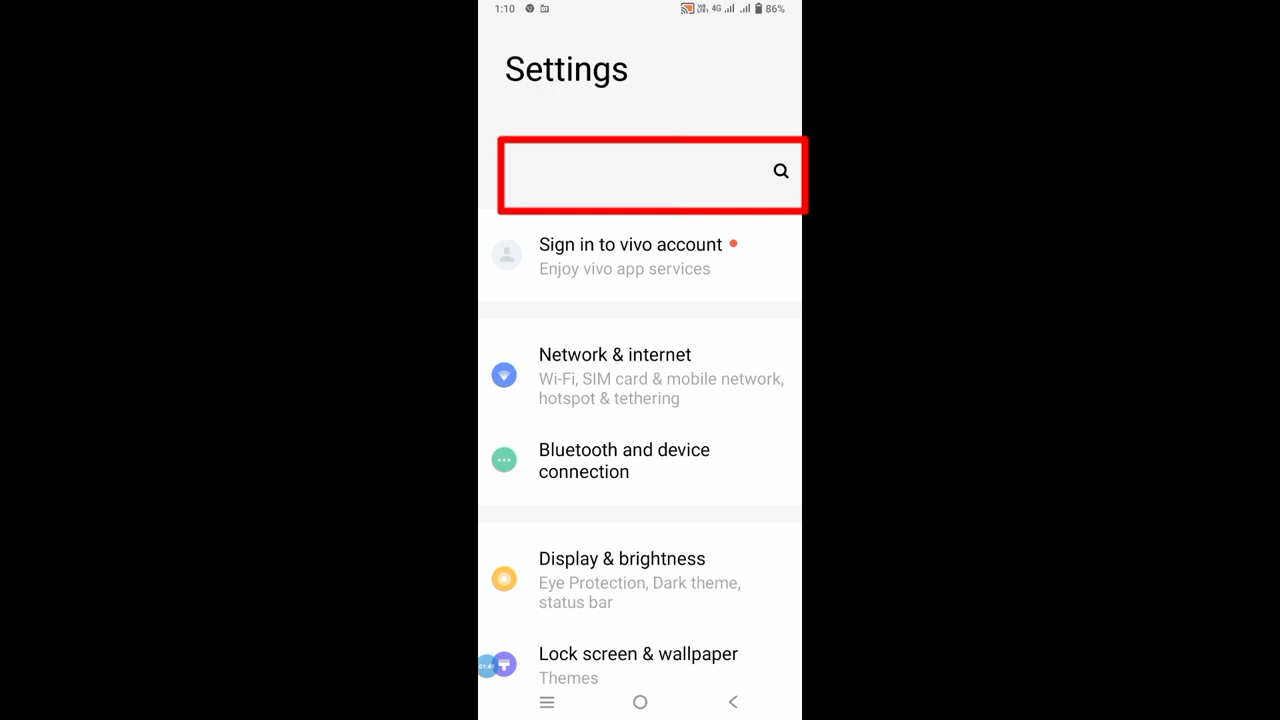 1:10 4G 86%
Settings
Sign in to vivo account
Enjoy vivo app services
Network & internet
Wi-Fi, SIM card & mobile network,
hotspot & tethering
Bluetooth and device
connection
Display & brightness
Eye Protection, Dark theme,
status bar
Lock screen & wallpaper
Themes